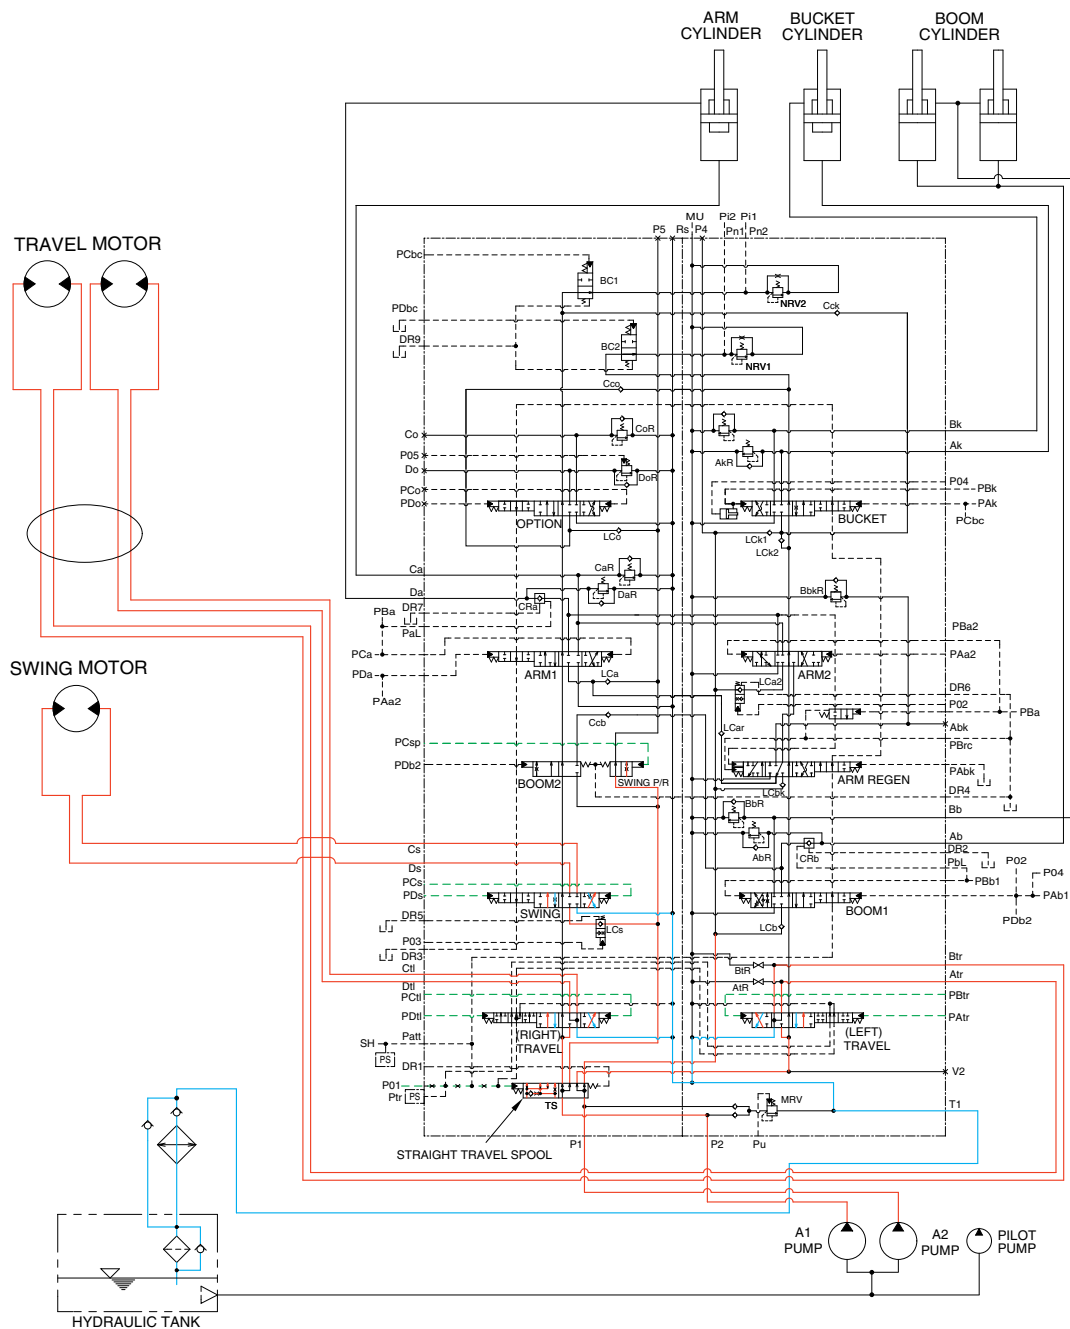 ARM
CYLINDER
BUCKET
CYLINDER
BOOM
CYLINDER
TRAVEL MOTOR
SWING MOTOR
P5
Rs
MU
P4
Pi2
Pn1
Pi1
Pn2
PCbc
BC1
NRV2
Cck
PDbc
DR9
BC2
NRV1
Cco
Co
CoR
Bk
Ak
AkR
P05
Do
DoR
PCo
PDo
OPTION
P04
PBk
PAk
PCbc
BUCKET
LCo
LCk1
LCk2
Ca
CaR
Da
DaR
PBa
DR7
CRa
PaL
PCa
PDa
PAa2
ARM1
LCa
BbkR
PBa2
PAa2
ARM2
LCa2
DR6
P02
PBa
Abk
Ccb
LCar
PCsp
PDb2
BOOM2
SWING P/R
PBrc
PAbk
ARM REGEN
LCbk
DR4
BbR
Bb
AbR
Ab
CRb
DR2
PbL
P02
P04
PBb1
PAb1
PDb2
Cs
Ds
PCs
PDs
SWING
BOOM1
DR5
P03
DR3
LCs
LCb
Ctl
Dtl
PCtl
PDtl
BtR
AtR
Btr
Atr
PBtr
PAtr
(RIGHT)
TRAVEL
(LEFT)
TRAVEL
Patt
SH
PS
DR1
P01
Ptr
PS
TS
V2
MRV
T1
STRAIGHT TRAVEL SPOOL
P1
P2
Pu
A1
PUMP
A2
PUMP
PILOT
PUMP
HYDRAULIC TANK